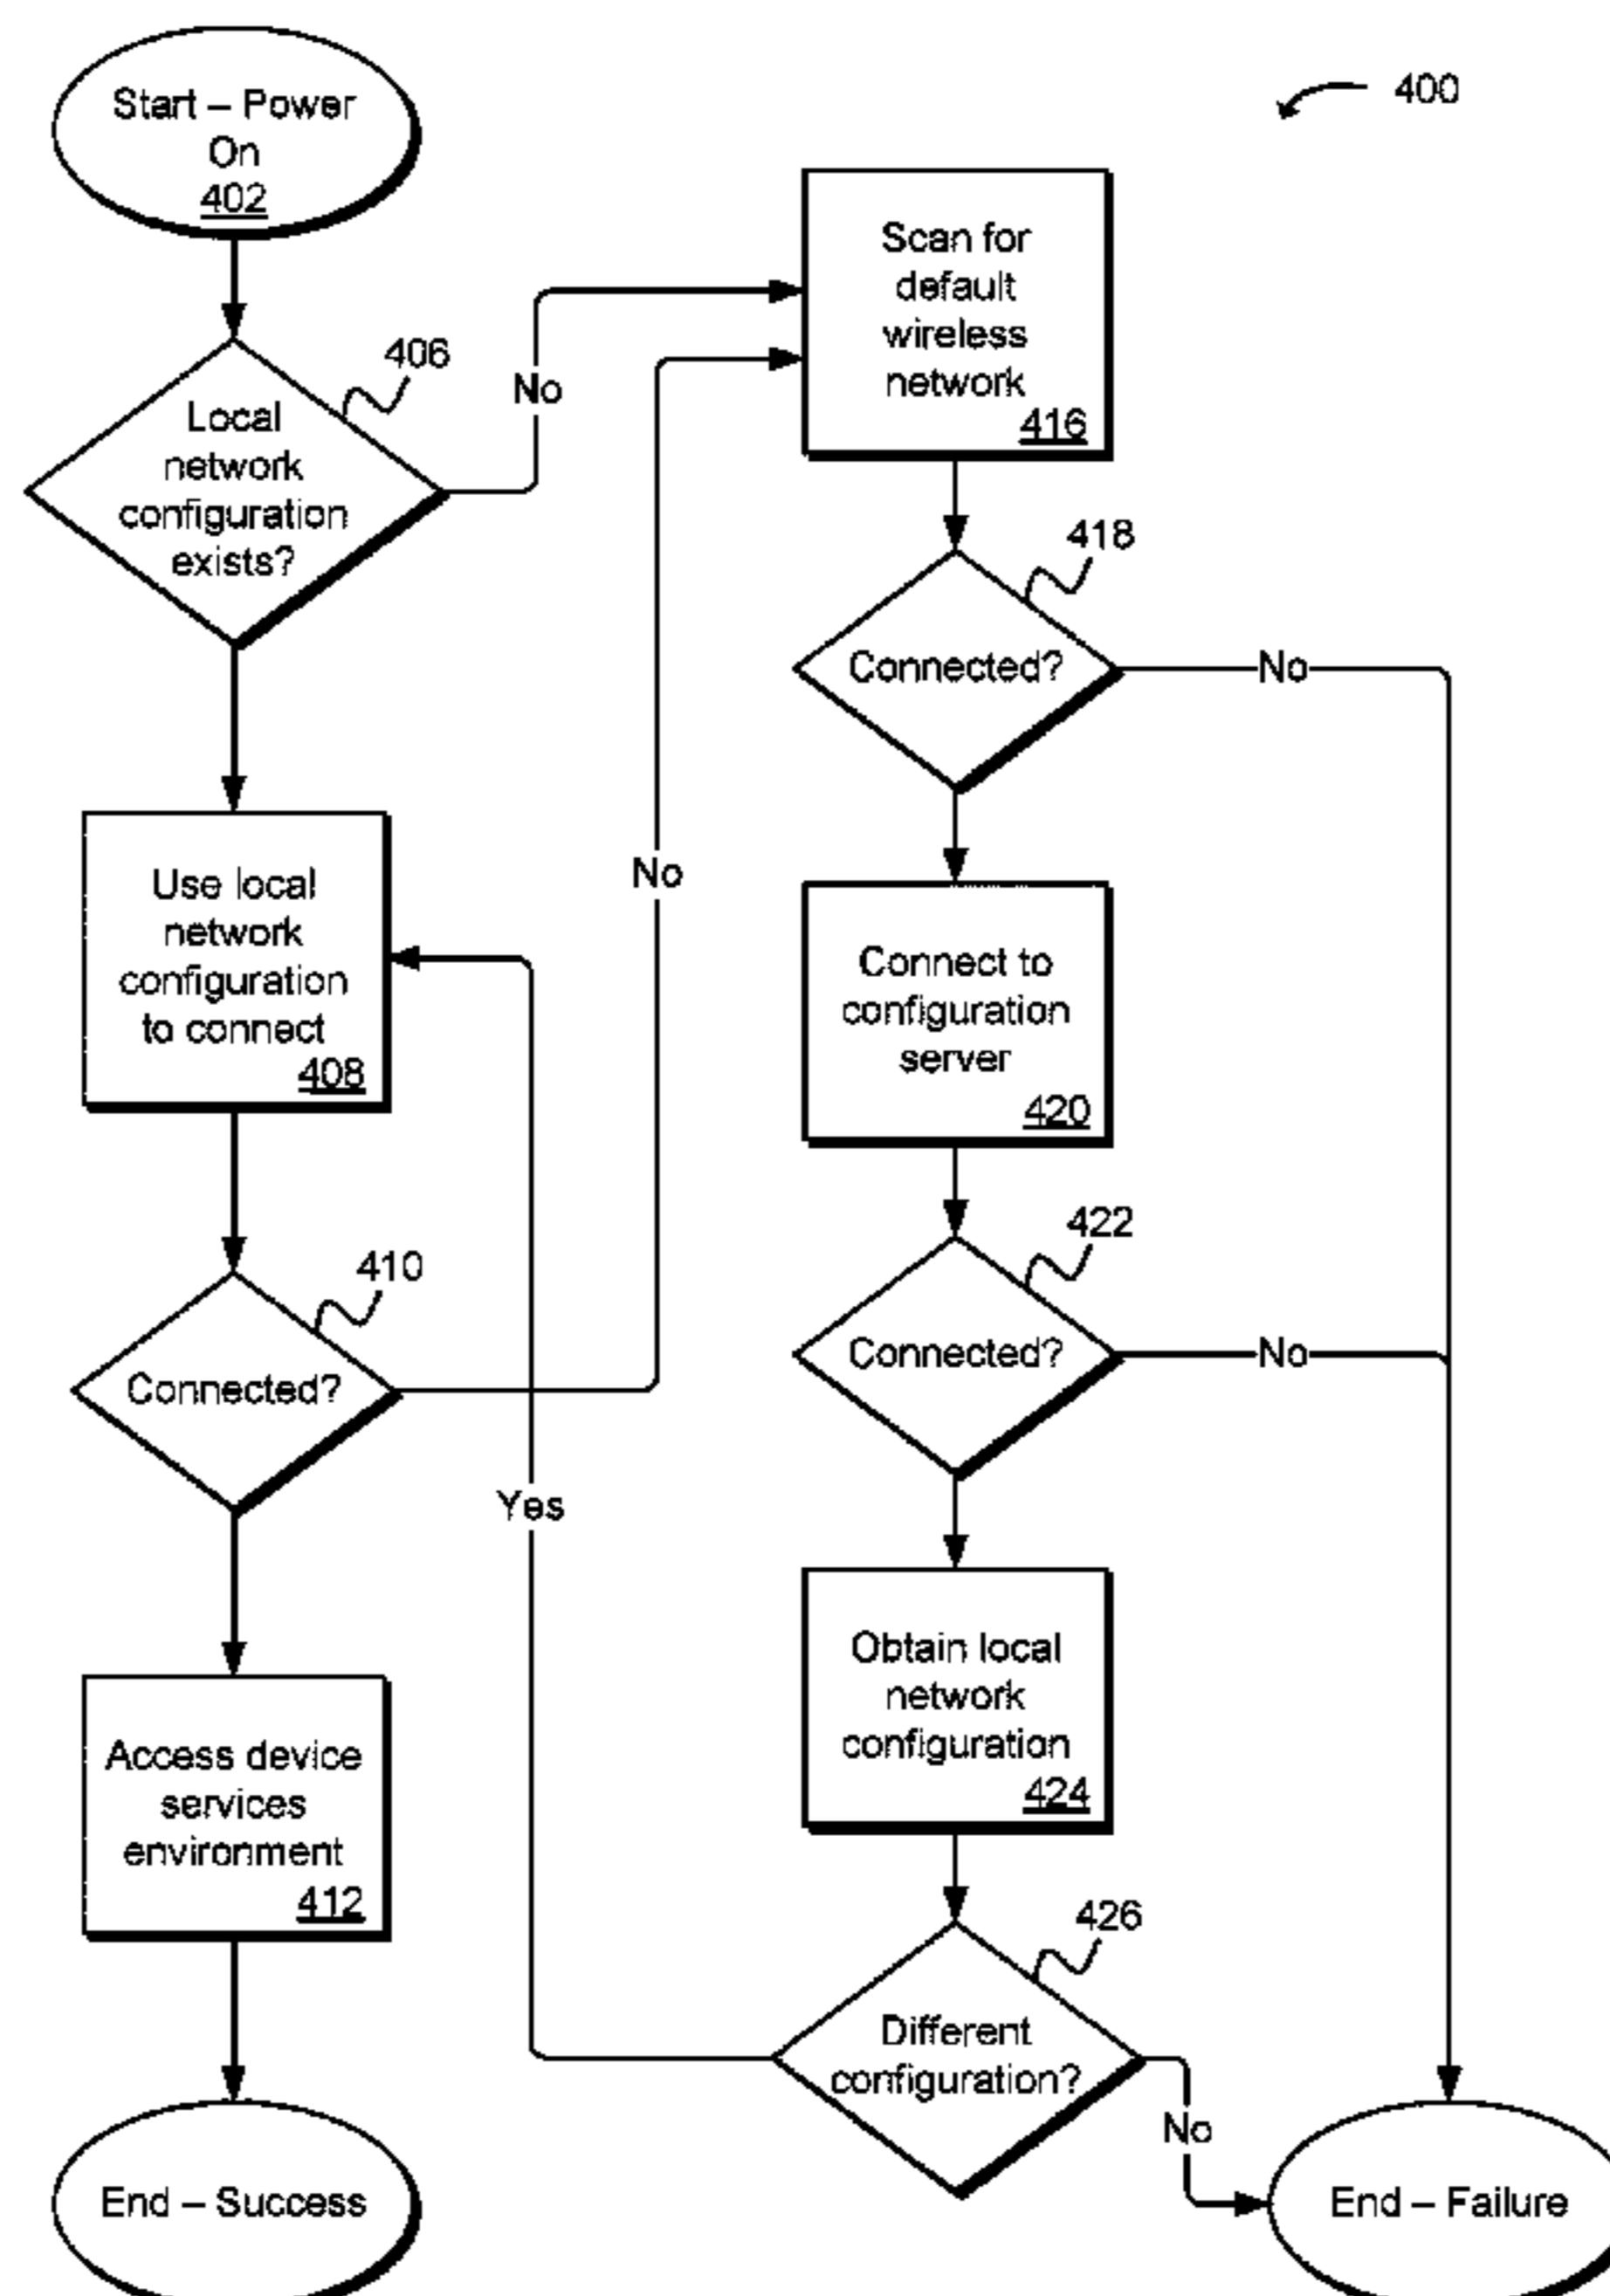 400
Start – Power
On
402
406
Local
network
configuration
exists?
No
Use local
network
configuration
to connect
408
No
410
Connected?
Yes
Access device
services
environment
412
End – Success
Scan for
default
wireless
network
416
418
Connected?
No
Connect to
configuration
server
420
422
Connected?
No
Obtain local
network
configuration
424
426
Different
configuration?
No
End – Failure